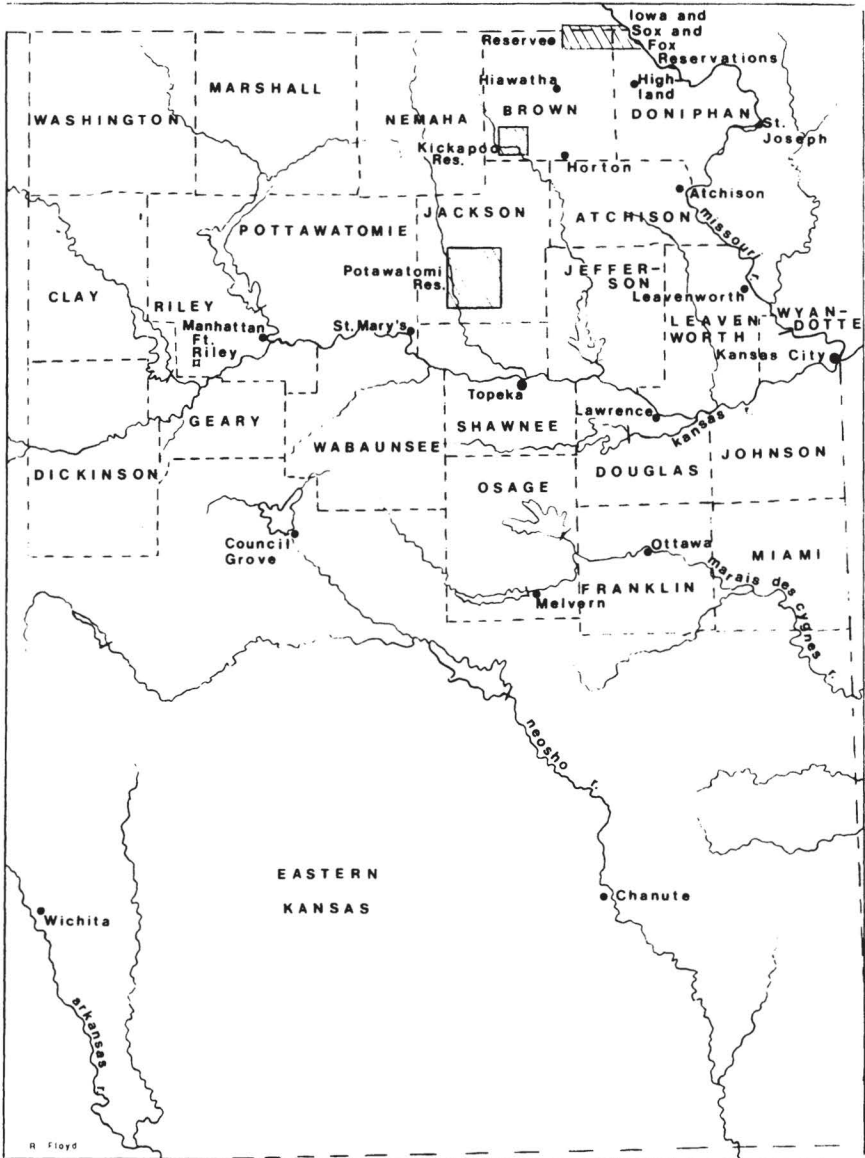 Iowa and
Sox and
Fox
Reservations
Reserve
Hiawatha
High
land
MARSHALL
WASHINGTON
NEMAHA
BROWN
DONIPHAN
St.
Joseph
Kickapoo
Res.
Horton
Atchison
JACKSON
ATCHISON
missouri r.
POTTAWATOMIE
Potawatomi
Res.
JEFFER-
SON
Leavenworth
CLAY
RILEY
LEAVEN
WORTH
WYAN-
DOTTE
Manhattan
Ft.
Riley
St. Mary's
Kansas City
Topeka
Lawrence
kansas r.
GEARY
SHAWNEE
WABAUNSEE
JOHNSON
DICKINSON
DOUGLAS
OSAGE
Council
Grove
Ottawa
MIAMI
marais des cygnes r.
FRANKLIN
Melvern
neosho r.
EASTERN
KANSAS
Chanute
Wichita
arkansas r.
R Floyd